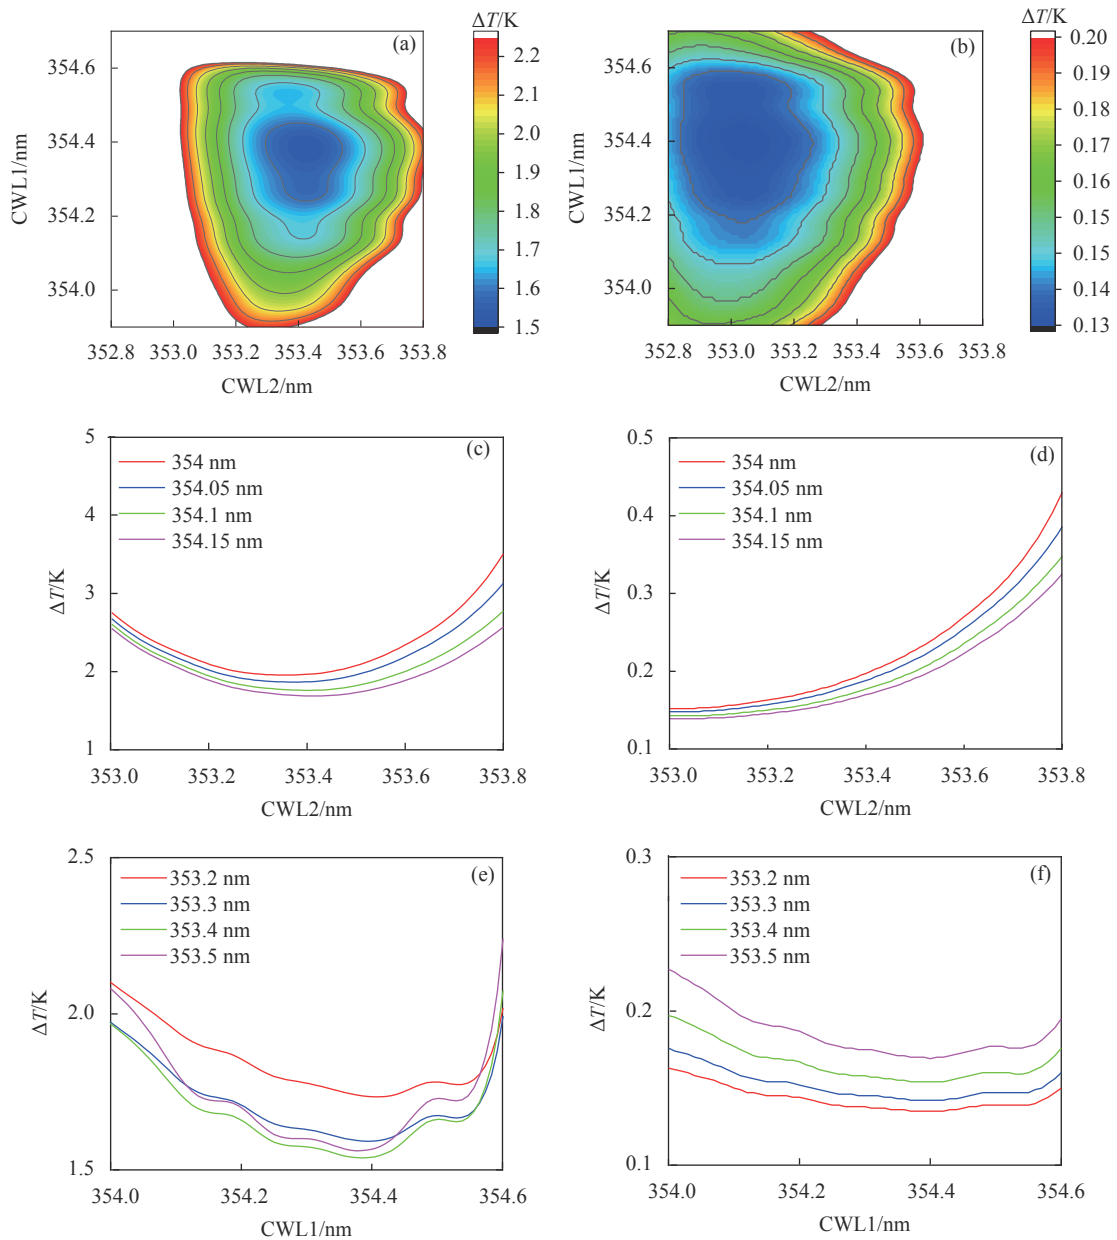 (a)
ΔT/K
354.6
354.4
354.2
354.0
CWL1/nm
352.8 353.0 353.2 353.4 353.6 353.8
CWL2/nm
2.2
2.1
2.0
1.9
1.8
1.7
1.6
1.5
(b)
ΔT/K
354.6
354.4
354.2
354.0
CWL1/nm
352.8 353.0 353.2 353.4 353.6 353.8
CWL2/nm
0.20
0.19
0.18
0.17
0.16
0.15
0.14
0.13
(c)
5
4
3
2
1
ΔT/K
354 nm
354.05 nm
354.1 nm
354.15 nm
353.0 353.2 353.4 353.6 353.8
CWL2/nm
(d)
0.5
0.4
0.3
0.2
0.1
ΔT/K
354 nm
354.05 nm
354.1 nm
354.15 nm
353.0 353.2 353.4 353.6 353.8
CWL2/nm
(e)
2.5
2.0
1.5
ΔT/K
353.2 nm
353.3 nm
353.4 nm
353.5 nm
354.0 354.2 354.4 354.6
CWL1/nm
(f)
0.3
0.2
0.1
ΔT/K
353.2 nm
353.3 nm
353.4 nm
353.5 nm
354.0 354.2 354.4 354.6
CWL1/nm